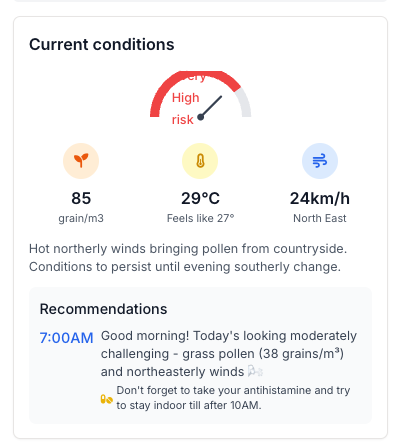 Current conditions
Very
High
risk
85
29°C
24km/h
grain/m3
Feels like 27°
North East
Hot northerly winds bringing pollen from countryside.
Conditions to persist until evening southerly change.
Recommendations
7:00AM
Good morning! Today's looking moderately
challenging - grass pollen (38 grains/m³)
and northeasterly winds
Don't forget to take your antihistamine and try
to stay indoor till after 10AM.